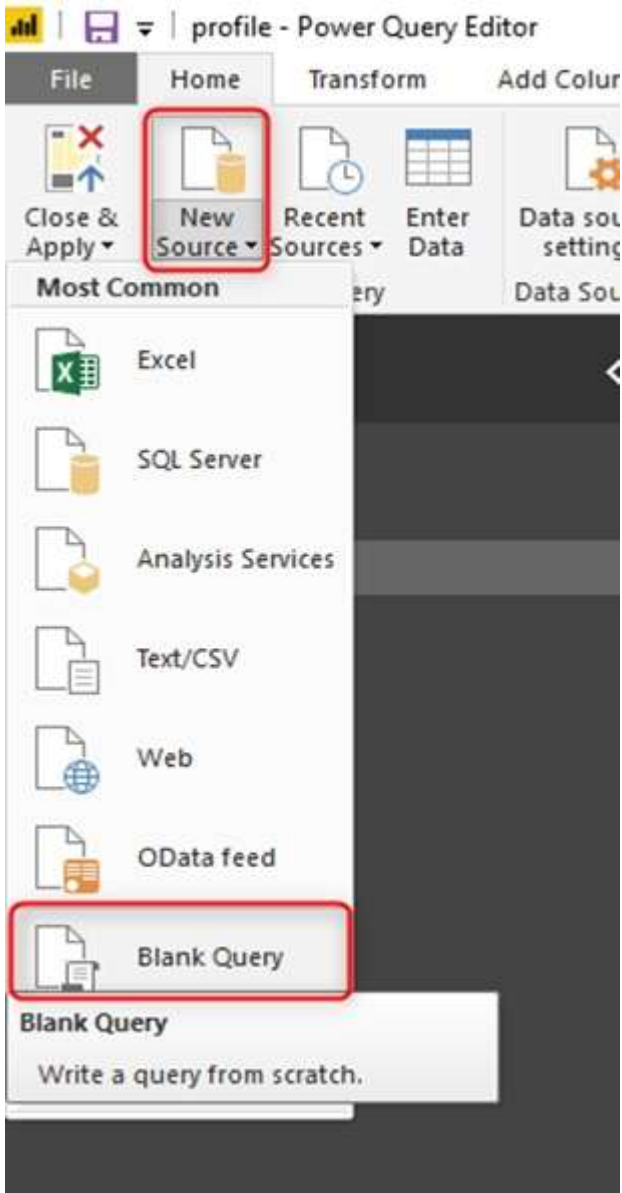 profile - Power Query Editor
File Home Transform Add Colu
Close & Apply
New Source
Recent Sources
Enter Data
Data sou
setting
ery
Data Sou
Most Common
Excel
SQL Server
Analysis Services
Text/CSV
Web
OData feed
Blank Query
Blank Query
Write a query from scratch.